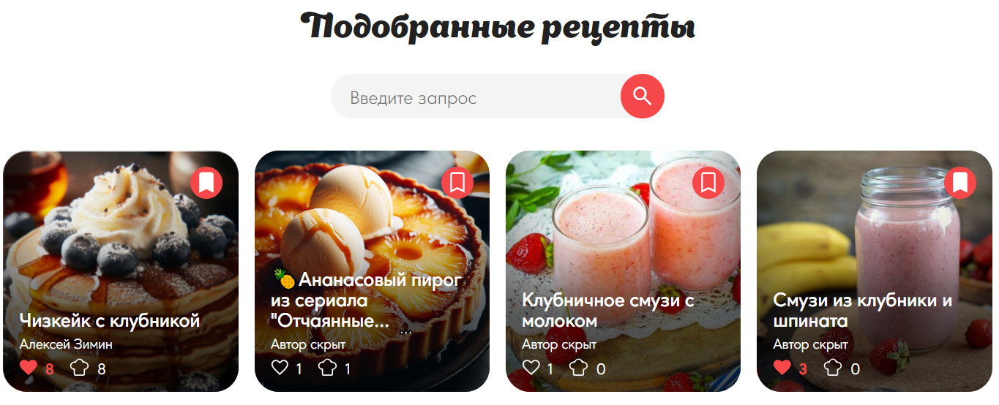 Подобранные рецепты
Введите запрос
Чизкейк с клубникой
Алексей Зимин
8 8
🍍 Ананасовый пирог
из сериала
"Отчаянные...
...
Автор скрыт
1 1
Клубничное смузи с
молоком
Автор скрыт
1 0
Смузи из клубники и
шпината
Автор скрыт
3 0